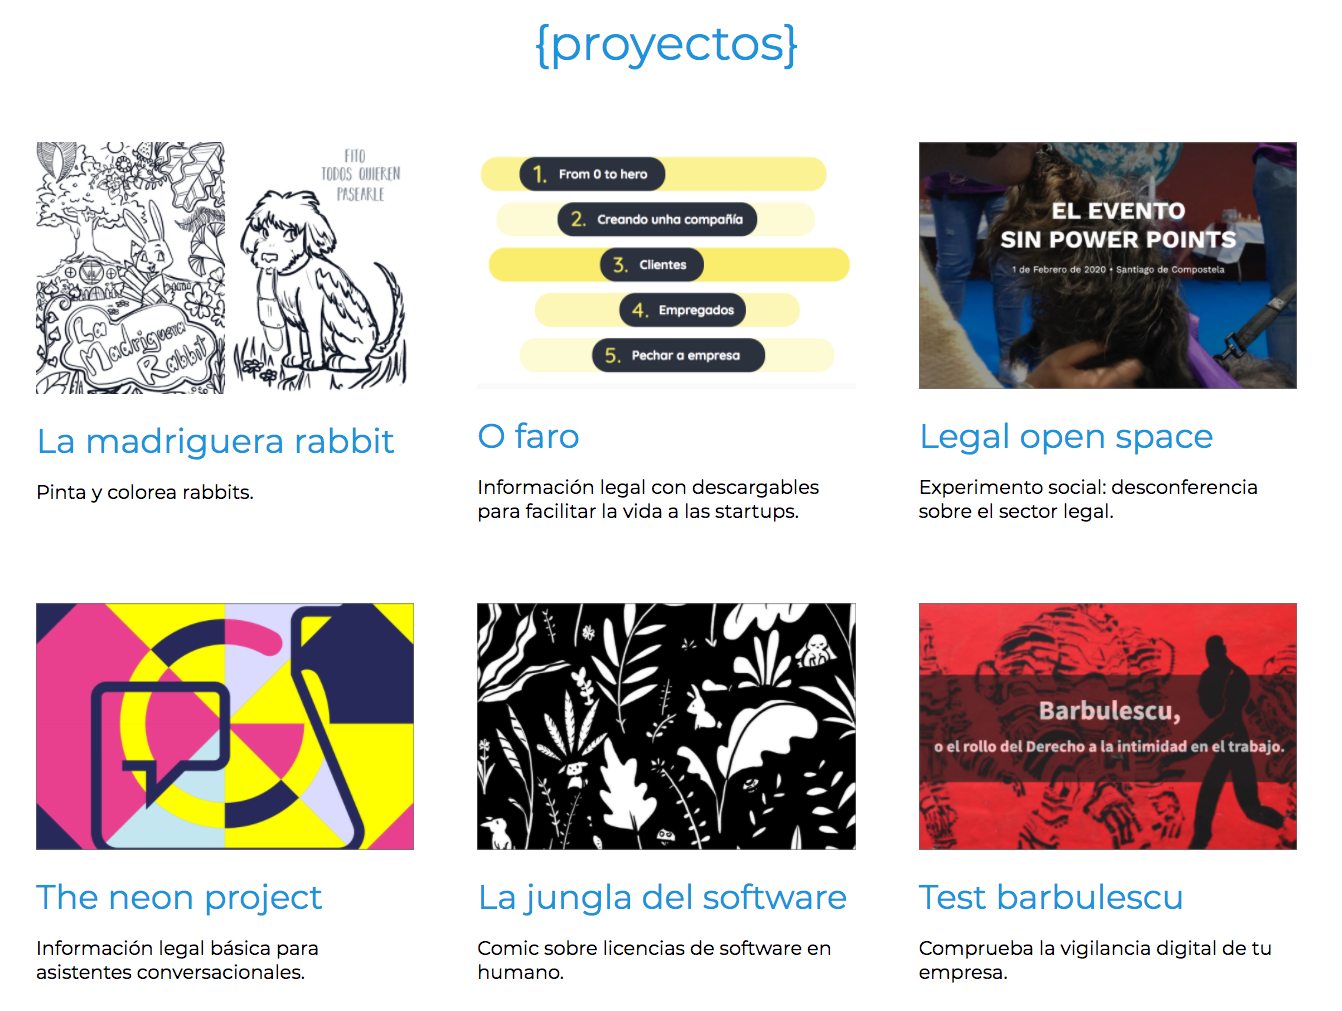 {proyectos}
La
Madriguera
Rabbit
FITO
TODOS QUIEREN
PASEARLE
1. From 0 to hero
2. Creando unha compañía
3. Clientes
4. Empregados
5. Pechar a empresa
EL EVENTO
SIN POWER POINTS
1 de Febrero de 2020 • Santiago de Compostela
La madriguera rabbit
Pinta y colorea rabbits.
O faro
Información legal con descargables
para facilitar la vida a las startups.
Legal open space
Experimento social: desconferencia
sobre el sector legal.
Barbulescu,
o el rollo del Derecho a la intimidad en el trabajo.
The neon project
Información legal básica para
asistentes conversacionales.
La jungla del software
Comic sobre licencias de software en
humano.
Test barbulescu
Comprueba la vigilancia digital de tu
empresa.